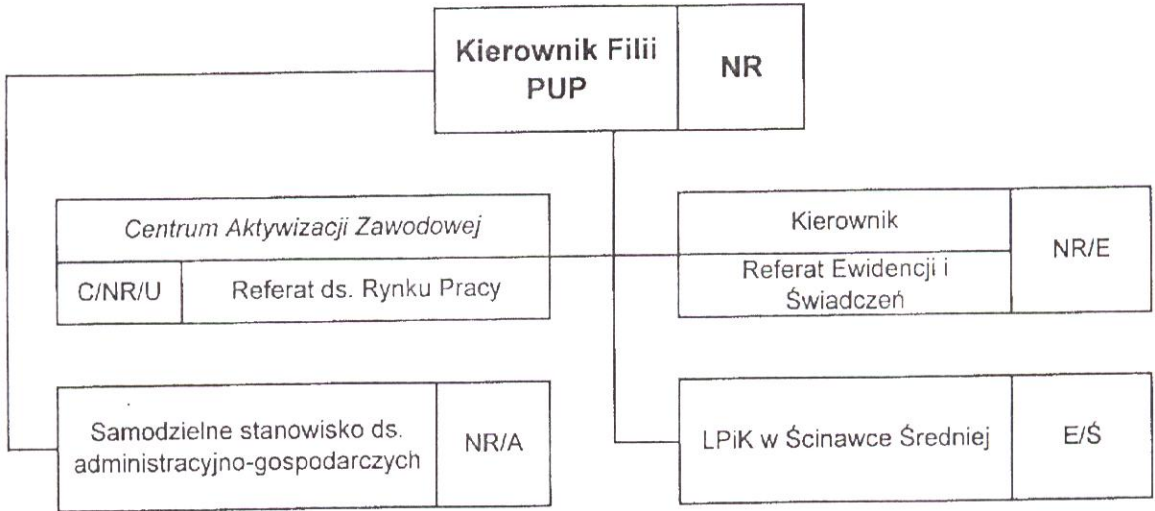 Kierownik Filii
PUP
NR
Centrum Aktywizacji Zawodowej
C/NR/U
Referat ds. Rynku Pracy
Kierownik
Referat Ewidencji i
Świadczeń
NR/E
Samodzielne stanowisko ds.
administracyjno-gospodarczych
NR/A
LPiK w Ścinawce Średniej
E/Ś